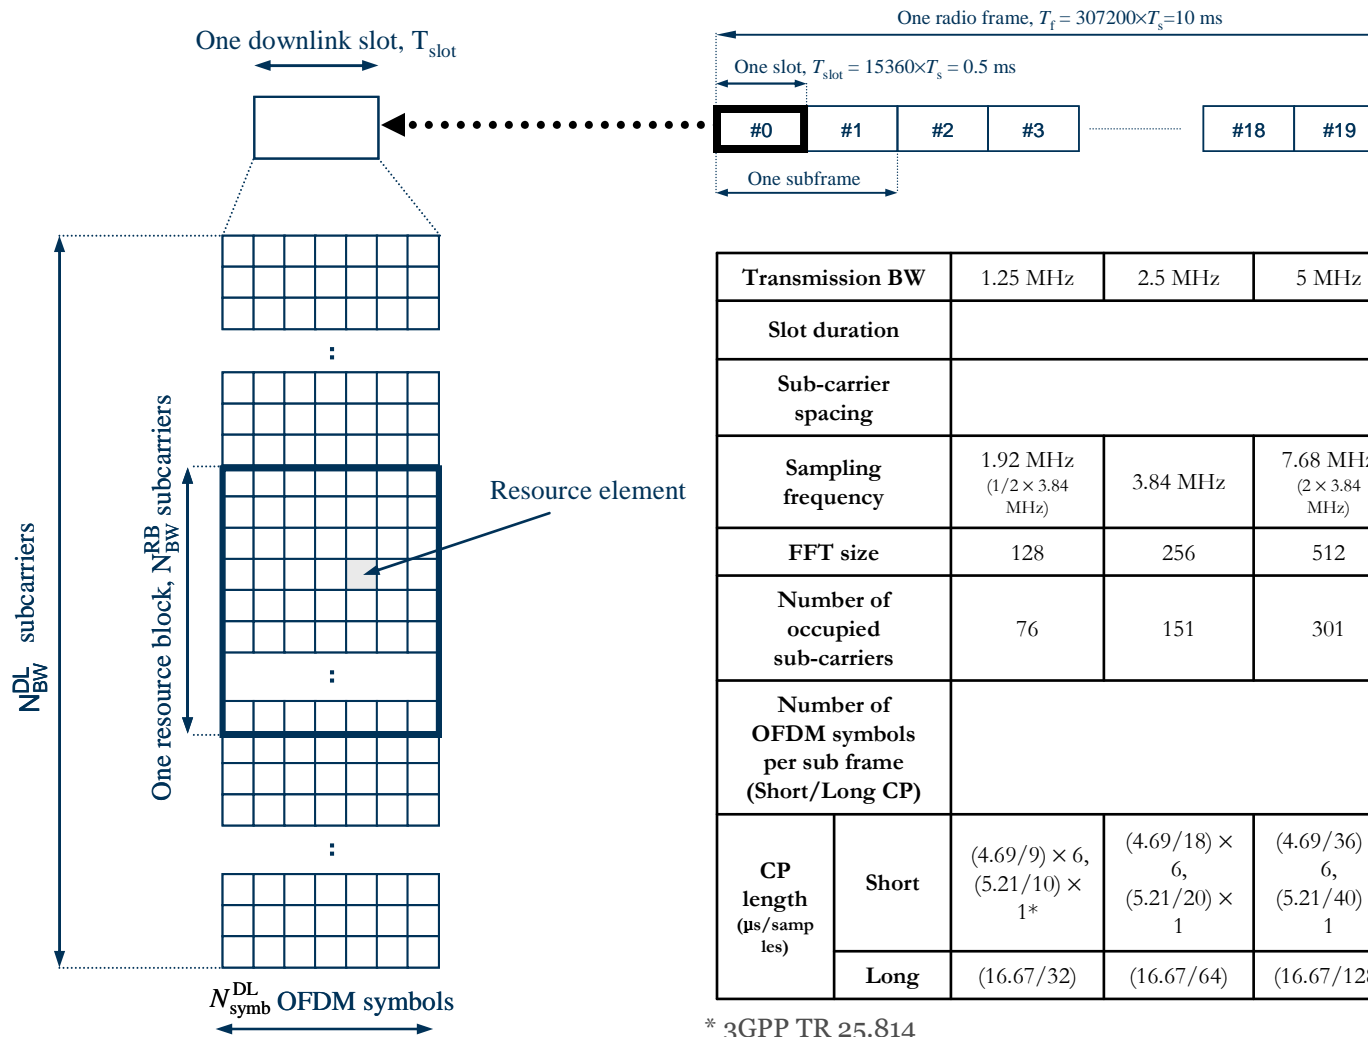 One downlink slot, T_slot
One radio frame, T_f = 307200×T_s=10 ms
One slot, T_slot = 15360×T_s = 0.5 ms
#0 #1 #2 #3 #18 #19
One subframe
:
N_BW^DL subcarriers
One resource block, N_BW^RB subcarriers
Resource element
:
:
N_symb^DL OFDM symbols
Transmission BW 1.25 MHz 2.5 MHz 5 MHz
Slot duration
Sub-carrier
spacing
Sampling
frequency
1.92 MHz
(1/2 × 3.84
MHz)
3.84 MHz
7.68 MHz
(2 × 3.84
MHz)
FFT size 128 256 512
Number of
occupied
sub-carriers
76 151 301
Number of
OFDM symbols
per sub frame
(Short/Long CP)
CP
length
(µs/samp
les)
Short
(4.69/9) × 6,
(5.21/10) ×
1*
(4.69/18) ×
6,
(5.21/20) ×
1
(4.69/36)
6,
(5.21/40)
1
Long (16.67/32) (16.67/64) (16.67/128
* 3GPP TR 25.814